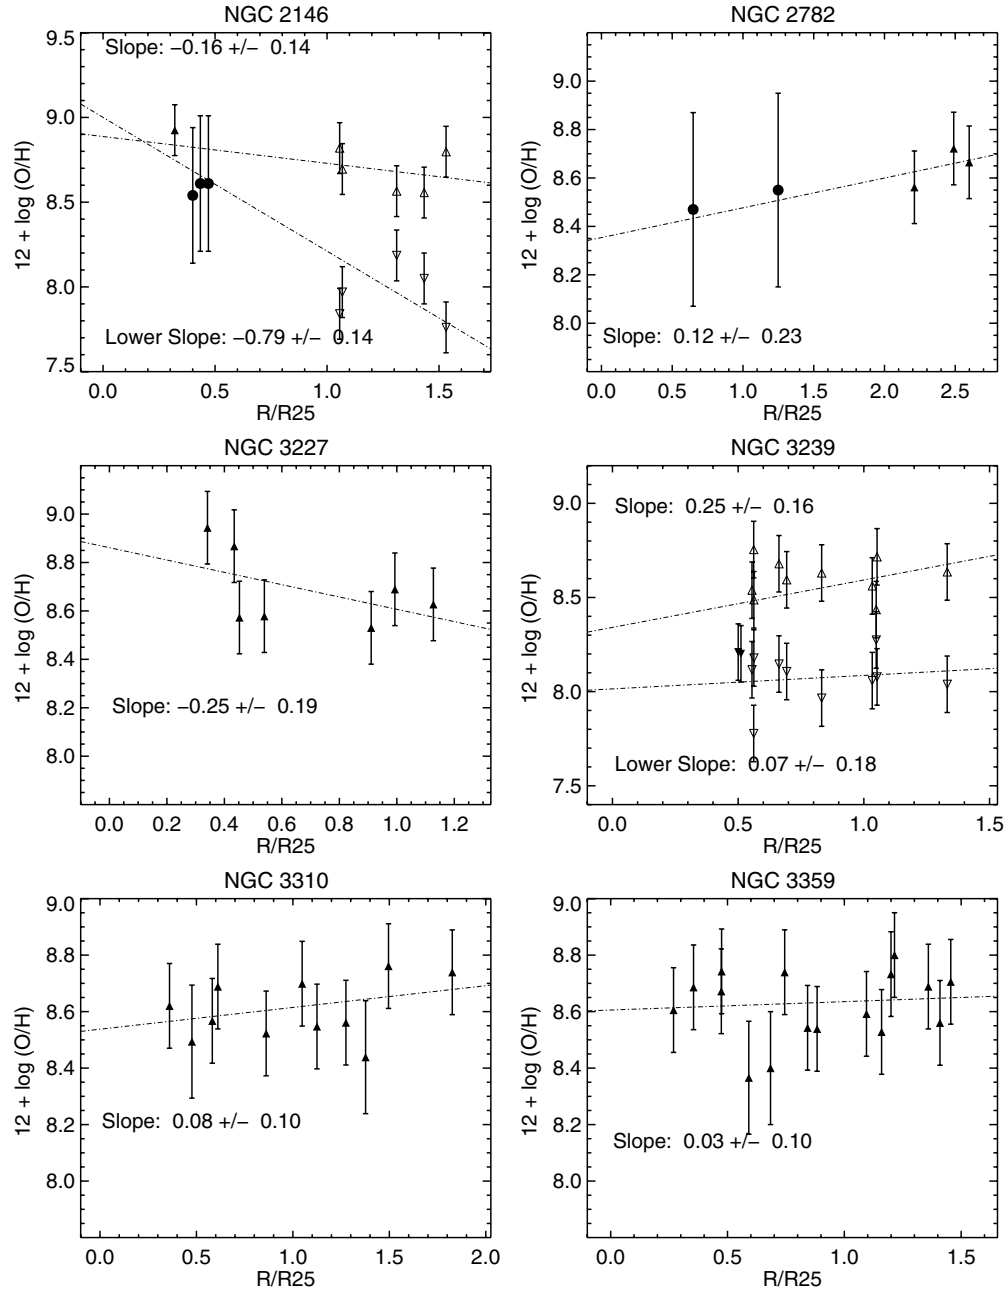 NGC 2146
Slope: −0.16 +/− 0.14
Lower Slope: −0.79 +/− 0.14
9.5
9.0
8.5
8.0
7.5
12 + log (O/H)
0.0 0.5 1.0 1.5
R/R25
NGC 2782
Slope: 0.12 +/− 0.23
9.0
8.8
8.6
8.4
8.2
8.0
12 + log (O/H)
0.0 0.5 1.0 1.5 2.0 2.5
R/R25
NGC 3227
Slope: −0.25 +/− 0.19
9.0
8.8
8.6
8.4
8.2
8.0
12 + log (O/H)
0.0 0.2 0.4 0.6 0.8 1.0 1.2
R/R25
NGC 3239
Slope: 0.25 +/− 0.16
Lower Slope: 0.07 +/− 0.18
9.0
8.5
8.0
7.5
12 + log (O/H)
0.0 0.5 1.0 1.5
R/R25
NGC 3310
Slope: 0.08 +/− 0.10
9.0
8.8
8.6
8.4
8.2
8.0
12 + log (O/H)
0.0 0.5 1.0 1.5 2.0
R/R25
NGC 3359
Slope: 0.03 +/− 0.10
9.0
8.8
8.6
8.4
8.2
8.0
12 + log (O/H)
0.0 0.5 1.0 1.5
R/R25